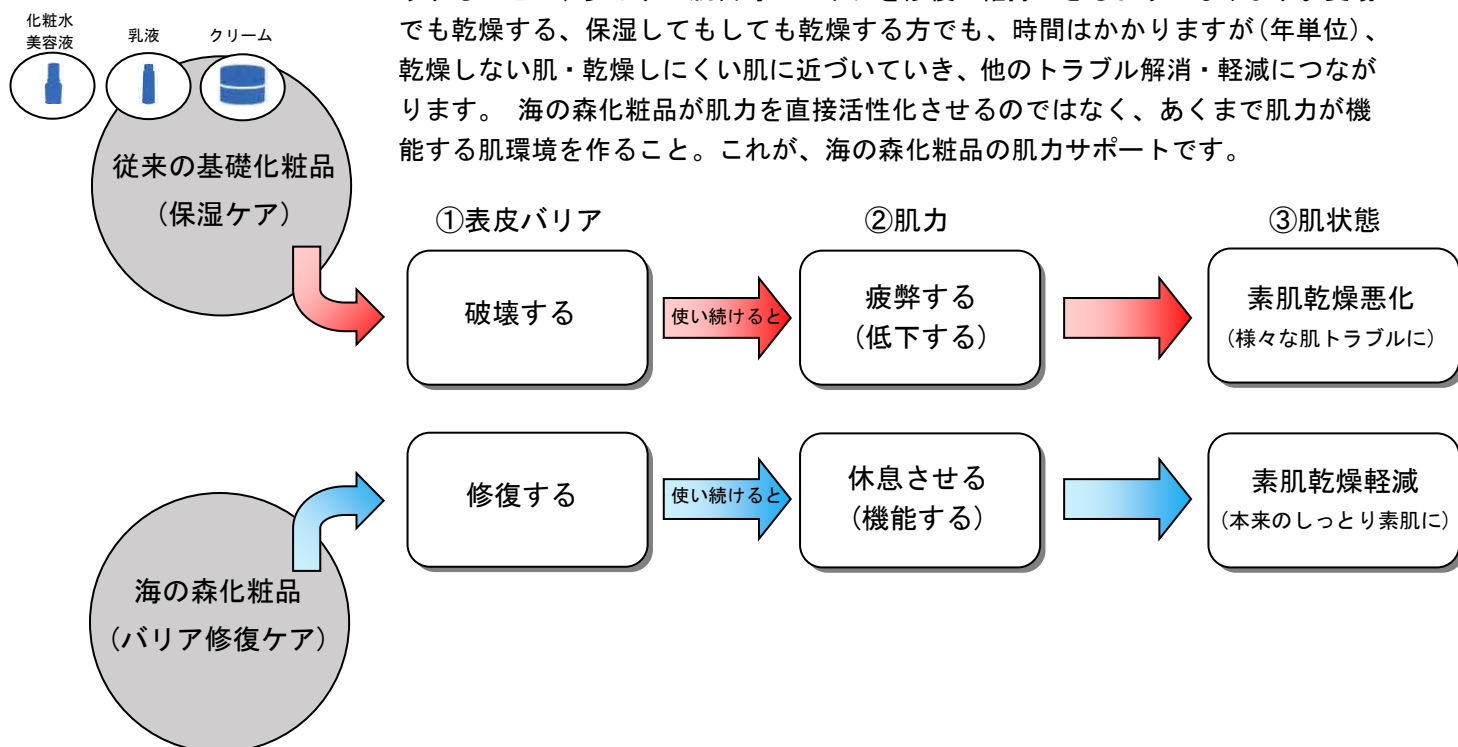 でも乾燥する、保湿してもしても乾燥する方でも、時間はかかりますが(年単位)、
乾燥しない肌・乾燥しにくい肌に近づいていき、他のトラブル解消・軽減につなが
ります。 海の森化粧品が肌力を直接活性化させるのではなく、あくまで肌力が機
能する肌環境を作ること。これが、海の森化粧品の肌力サポートです。
化粧水
美容液
乳液
クリーム
従来の基礎化粧品
(保湿ケア)
①表皮バリア
②肌力
③肌状態
破壊する
使い続けると
疲弊する
(低下する)
素肌乾燥悪化
(様々な肌トラブルに)
修復する
使い続けると
休息させる
(機能する)
素肌乾燥軽減
(本来のしっとり素肌に)
海の森化粧品
(バリア修復ケア)